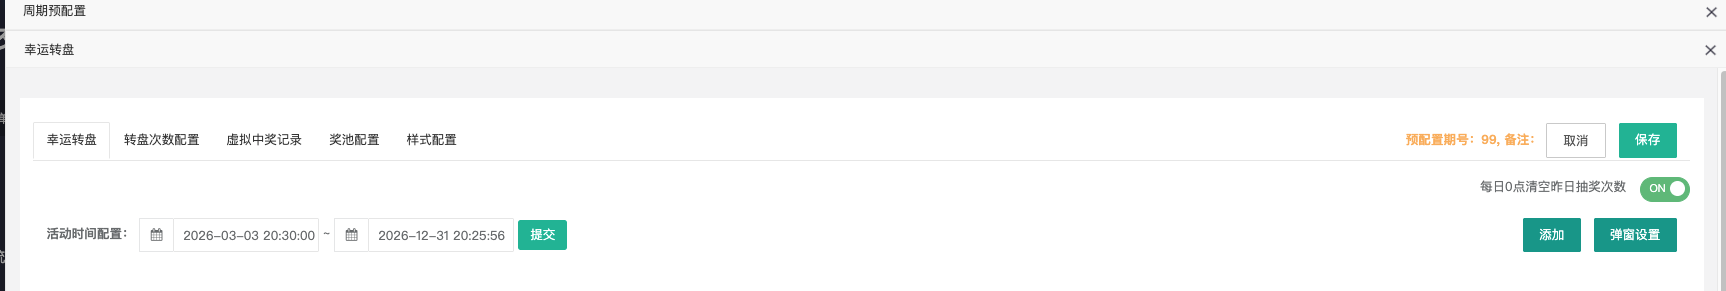 周期预配置
幸运转盘
幸运转盘 转盘次数配置 虚拟中奖记录 奖池配置 样式配置 预配置期号：99, 备注： 取消 保存
每日0点清空昨日抽奖次数 ON
活动时间配置： 2026-03-03 20:30:00 ~ 2026-12-31 20:25:56 提交 添加 弹窗设置